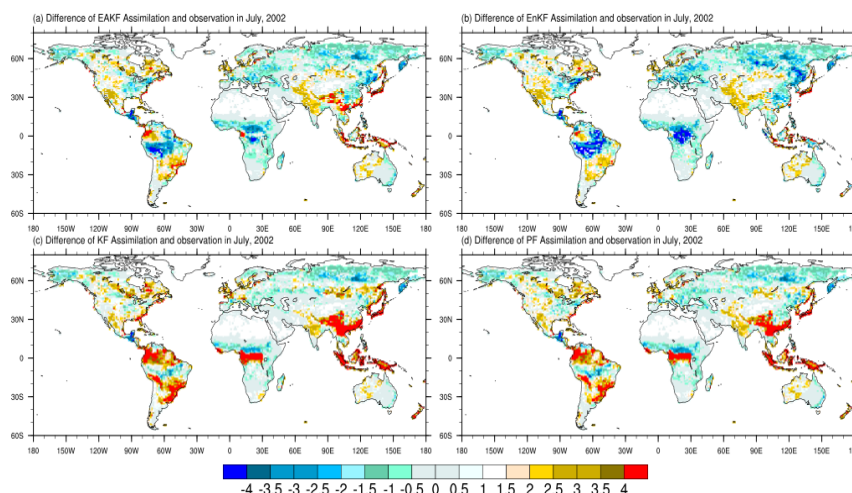 (a) Difference of EAKF Assimilation and observation in July, 2002
(b) Difference of EnKF Assimilation and observation in July, 2002
60N
30N
0
30S
60S
180 150W 120W 90W 60W 30W 0 30E 60E 90E 120E 150E 180
60N
30N
0
30S
60S
180 150W 120W 90W 60W 30W 0 30E 60E 90E 120E 150E 18
(c) Difference of KF Assimilation and observation in July, 2002
(d) Difference of PF Assimilation and observation in July, 2002
60N
30N
0
30S
60S
180 150W 120W 90W 60W 30W 0 30E 60E 90E 120E 150E 180
60N
30N
0
30S
60S
180 150W 120W 90W 60W 30W 0 30E 60E 90E 120E 150E 18
-4 -3.5 -3 -2.5 -2 -1.5 -1 -0.5 0 0.5 1 1.5 2 2.5 3 3.5 4